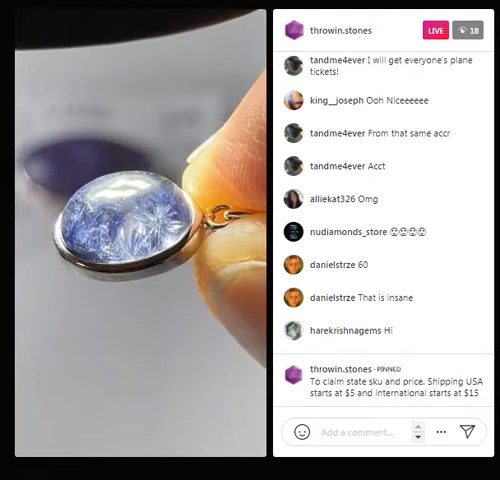 throwin.stones
LIVE
18
tandme4ever I will get everyone's plane
tickets!
king__joseph Ooh Niceeeeee
tandme4ever From that same accr
tandme4ever Acct
alliekat326 Omg
nudiamonds_store 😍😍😍😍
danielstrze 60
danielstrze That is insane
harekrishnagems Hi
throwin.stones · PINNED
To claim state sku and price. Shipping USA
starts at $5 and international starts at $15
Add a comment...